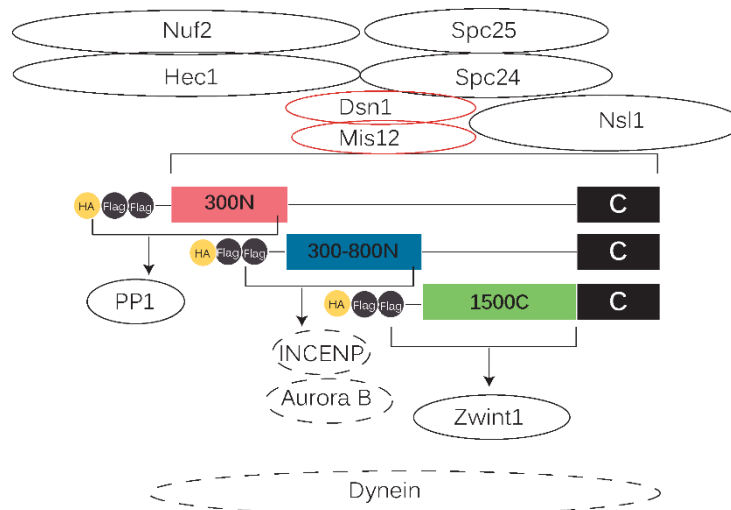 Nuf2
Spc25
Hec1
Spc24
Dsn1
Nsl1
Mis12
HA Flag Flag 300N C
HA Flag Flag 300-800N C
PP1
HA Flag Flag 1500C C
INCENP
Aurora B
Zwint1
Dynein